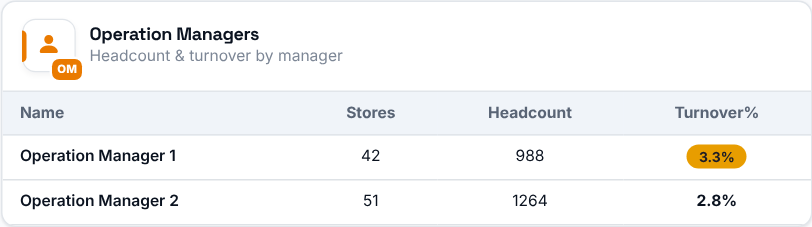 Operation Managers
Headcount & turnover by manager
OM
Name Stores Headcount Turnover%
Operation Manager 1 42 988 3.3%
Operation Manager 2 51 1264 2.8%